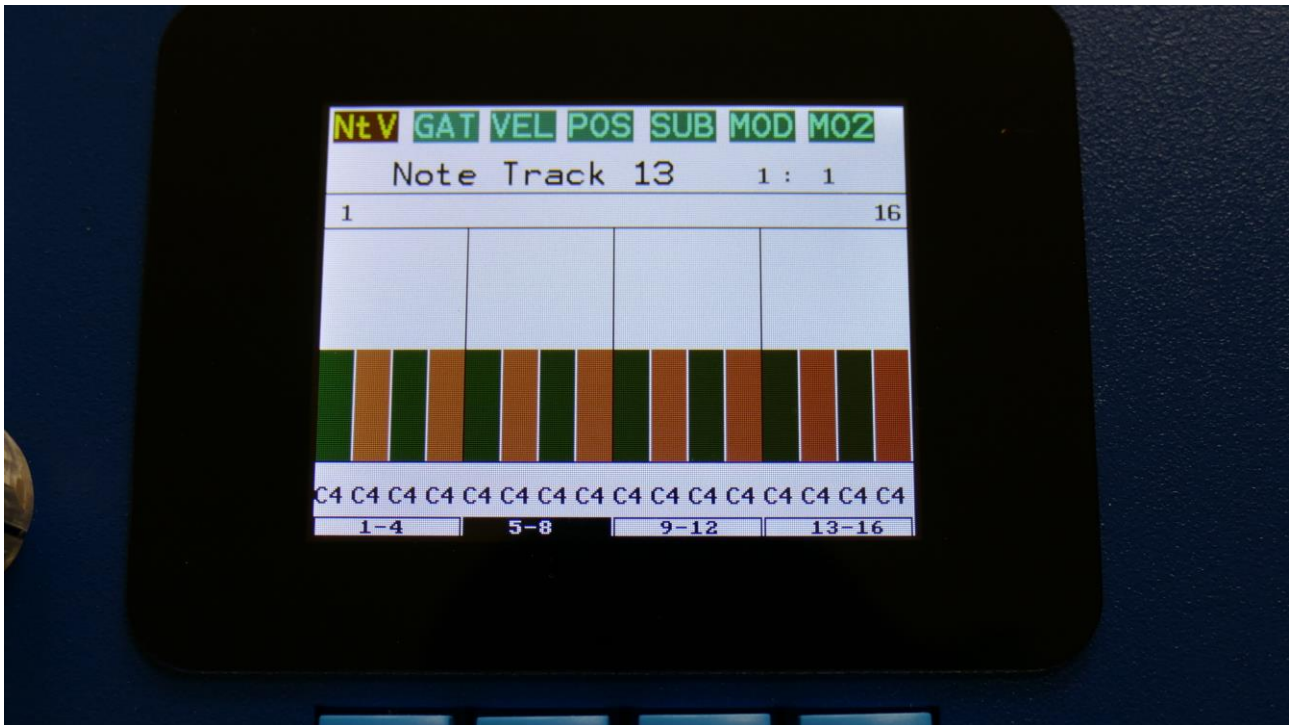 NtV GAT VEL POS SUB MOD MO2
Note Track 13 1: 1
1 16
C4 C4 C4 C4 C4 C4 C4 C4 C4 C4 C4 C4 C4 C4 C4 C4
1-4 5-8 9-12 13-16